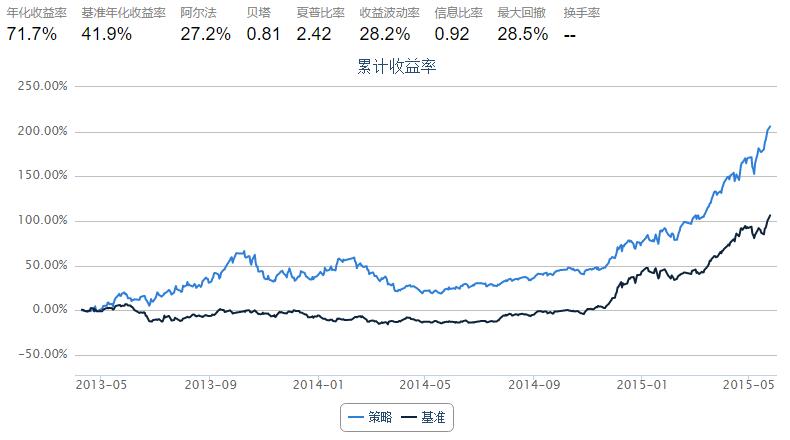 年化收益率 基准年化收益率 阿尔法 贝塔 夏普比率 收益波动率 信息比率 最大回撤 换手率
71.7% 41.9% 27.2% 0.81 2.42 28.2% 0.92 28.5% --
累计收益率
250.00%
200.00%
150.00%
100.00%
50.00%
0.00%
-50.00%
2013-05 2013-09 2014-01 2014-05 2014-09 2015-01 2015-05
策略 基准